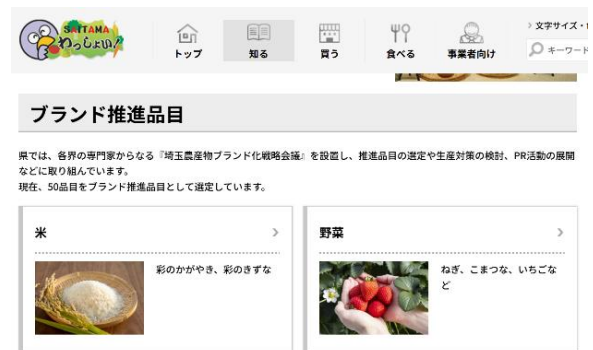 SAITAMA
わっしょい!
トップ
知る
買う
食べる
事業者向け
文字サイズ・
キーワード
ブランド推進品目
県では、各界の専門家からなる『埼玉農産物ブランド化戦略会議』を設置し、推進品目の選定や生産対策の検討、PR活動の展開
などに取り組んでいます。
現在、50品目をブランド推進品目として選定しています。
米
野菜
彩のかがやき、彩のきずな
ねぎ、こまつな、いちごな
ど